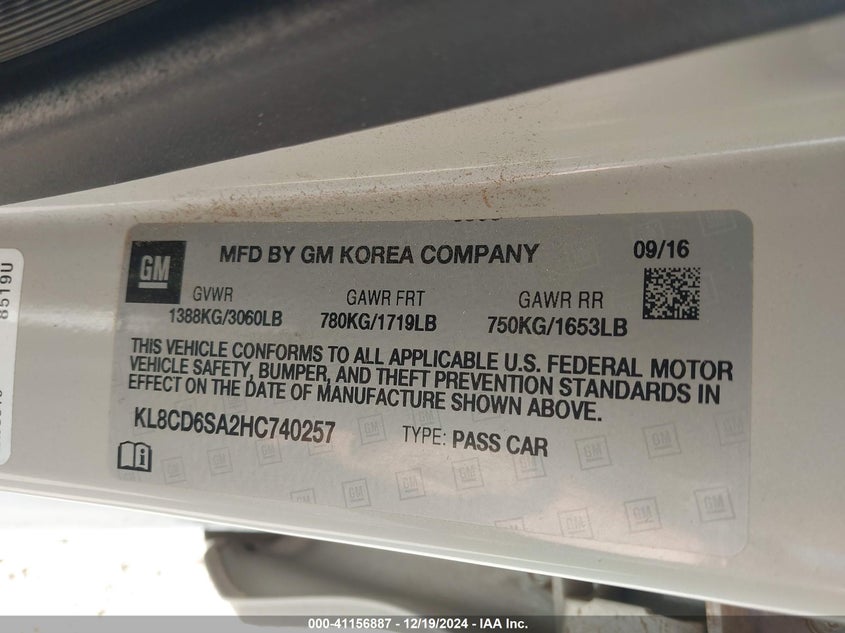 8519U
GM
MFD BY GM KOREA COMPANY
09/16
GVWR
1388KG/3060LB
GAWR FRT
780KG/1719LB
GAWR RR
750KG/1653LB
THIS VEHICLE CONFORMS TO ALL APPLICABLE U.S. FEDERAL MOTOR
VEHICLE SAFETY, BUMPER, AND THEFT PREVENTION STANDARDS IN
EFFECT ON THE DATE OF MANUFACTURE SHOWN ABOVE.
KL8CD6SA2HC740257
TYPE: PASS CAR
000-41156887 - 12/19/2024 - IAA Inc.